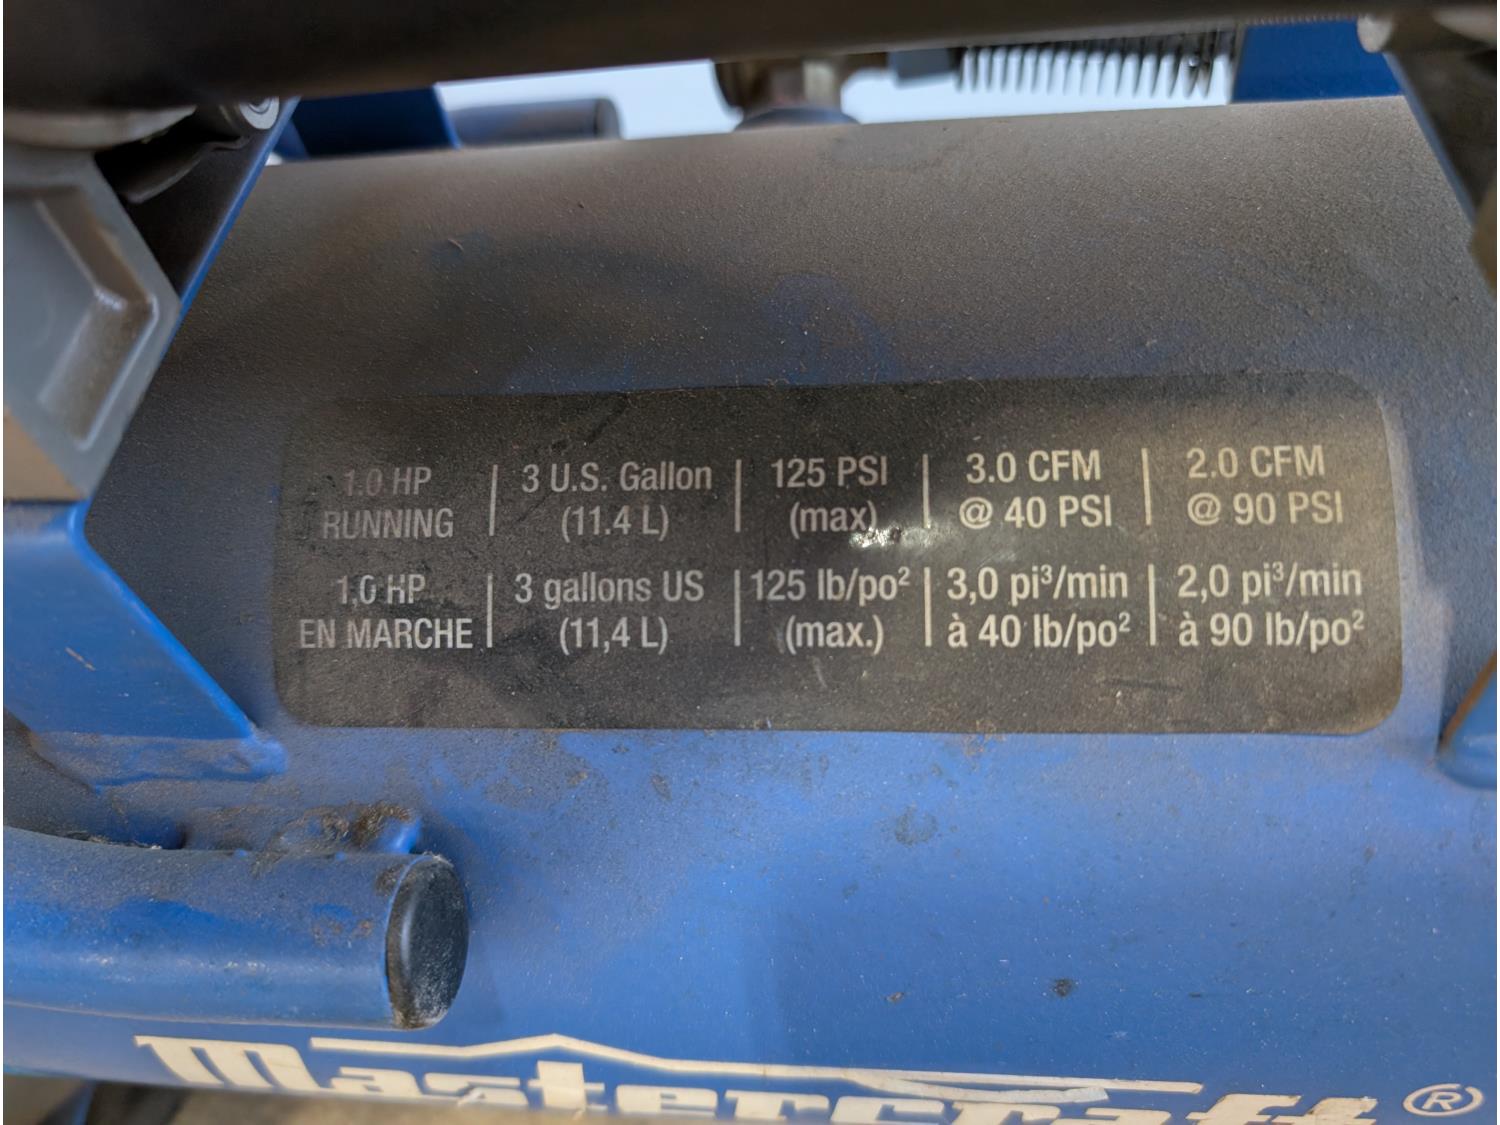 1.0 HP | 3 U.S. Gallon | 125 PSI | 3.0 CFM | 2.0 CFM
RUNNING | (11.4 L) | (max) | @ 40 PSI | @ 90 PSI
1,0 HP | 3 gallons US | 125 lb/po² | 3,0 pi³/min | 2,0 pi³/min
EN MARCHE | (11,4 L) | (max.) | à 40 lb/po² | à 90 lb/po²
Mastercraft®